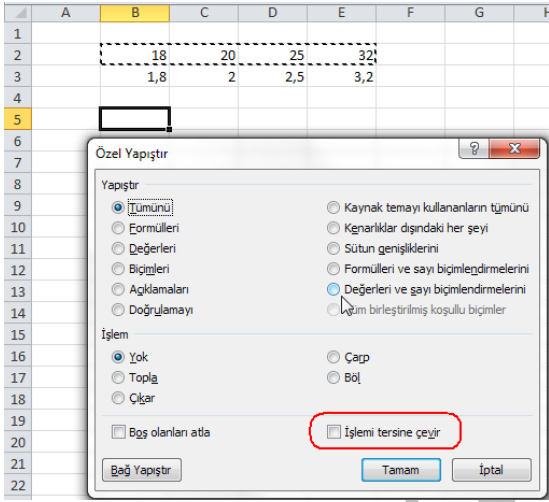 A B C D E F G H
1
2 18 20 25 32
3 1,8 2 2,5 3,2
4
5
6
7
8
9
10
11
12
13
14
15
16
17
18
19
20
21
22
Özel Yapıştır
Yapıştır
Tümünü
Formülleri
Değerleri
Biçimleri
Açıklamaları
Doğrulamayı
Kaynak temayı kullananların tümünü
Kenarlıklar dışındaki her şeyi
Sütun genişliklerini
Formülleri ve sayı biçimlendirmelerini
Değerleri ve sayı biçimlendirmelerini
Tüm birleştirilmiş koşullu biçimler
İşlem
Yok
Topla
Çıkar
Çarp
Böl
Boş olanları atla
İşlemi tersine çevir
Bağ Yapıştır
Tamam
İptal